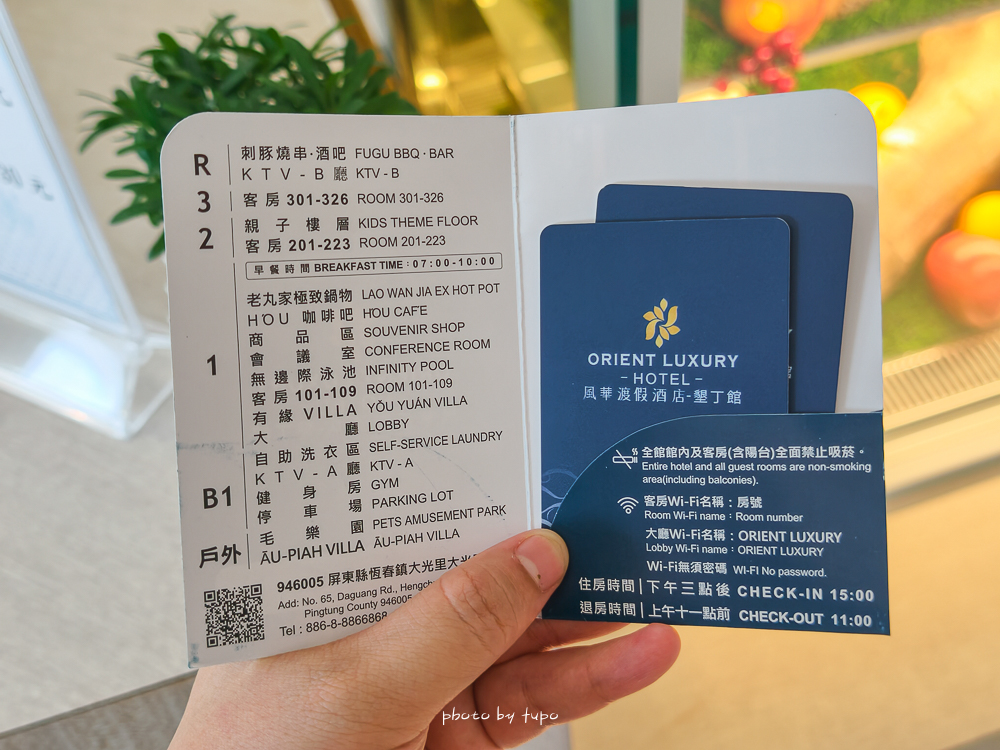 R
刺豚燒串·酒吧 FUGU BBQ · BAR
KTV-B廳 KTV - B
3
客房 301-326 ROOM 301-326
2
親子樓層 KIDS THEME FLOOR
客房 201-223 ROOM 201-223
早餐時間 BREAKFAST TIME：07:00-10:00
1
老丸家極致鍋物 LAO WAN JIA EX HOT POT
HOU 咖啡吧 HOU CAFE
商品區 SOUVENIR SHOP
會議室 CONFERENCE ROOM
無邊際泳池 INFINITY POOL
客房 101-109 ROOM 101-109
有緣 VILLA YǑU YUÁN VILLA
大廳 LOBBY
自助洗衣區 SELF-SERVICE LAUNDRY
B1
KTV-A廳 KTV - A
健身房 GYM
停車場 PARKING LOT
戶外
毛樂園 PETS AMUSEMENT PARK
ĀU-PIAH VILLA ĀU-PIAH VILLA
946005 屏東縣恆春鎮大光里大光
Add: No. 65, Daguang Rd., Hengch
Pingtung County 946005
Tel : 886-8-8866868
ORIENT LUXURY
- HOTEL -
風華渡假酒店-墾丁館
全館館內及客房(含陽台)全面禁止吸菸。
Entire hotel and all guest rooms are non-smoking
area(including balconies).
客房Wi-Fi名稱：房號
Room Wi-Fi name：Room number
大廳Wi-Fi名稱：ORIENT LUXURY
Lobby Wi-Fi name：ORIENT LUXURY
Wi-Fi無須密碼 WI-FI No password.
住房時間|下午三點後 CHECK-IN 15:00
退房時間|上午十一點前 CHECK-OUT 11:00
photo by tupo